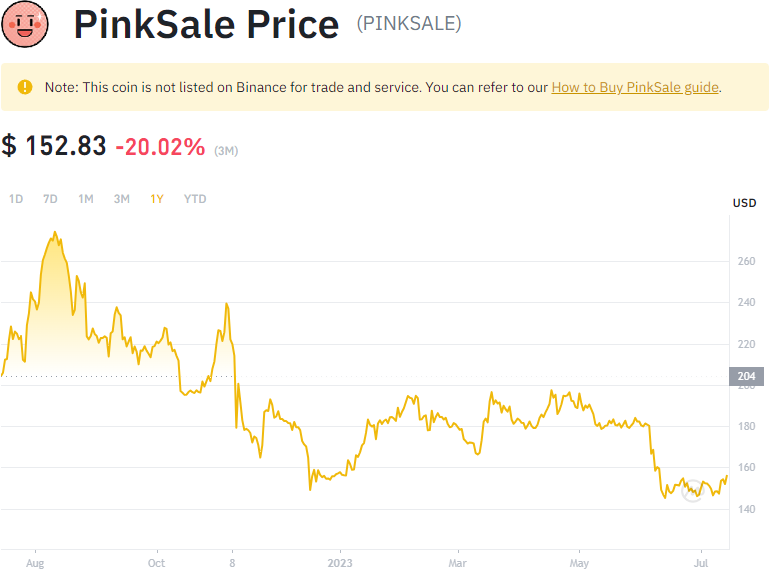 PinkSale Price (PINKSALE)
Note: This coin is not listed on Binance for trade and service. You can refer to our How to Buy PinkSale guide.
$ 152.83 -20.02% (3M)
1D 7D 1M 3M 1Y YTD
USD
260
240
220
204
200
180
160
140
Aug Oct 8 2023 Mar May Jul